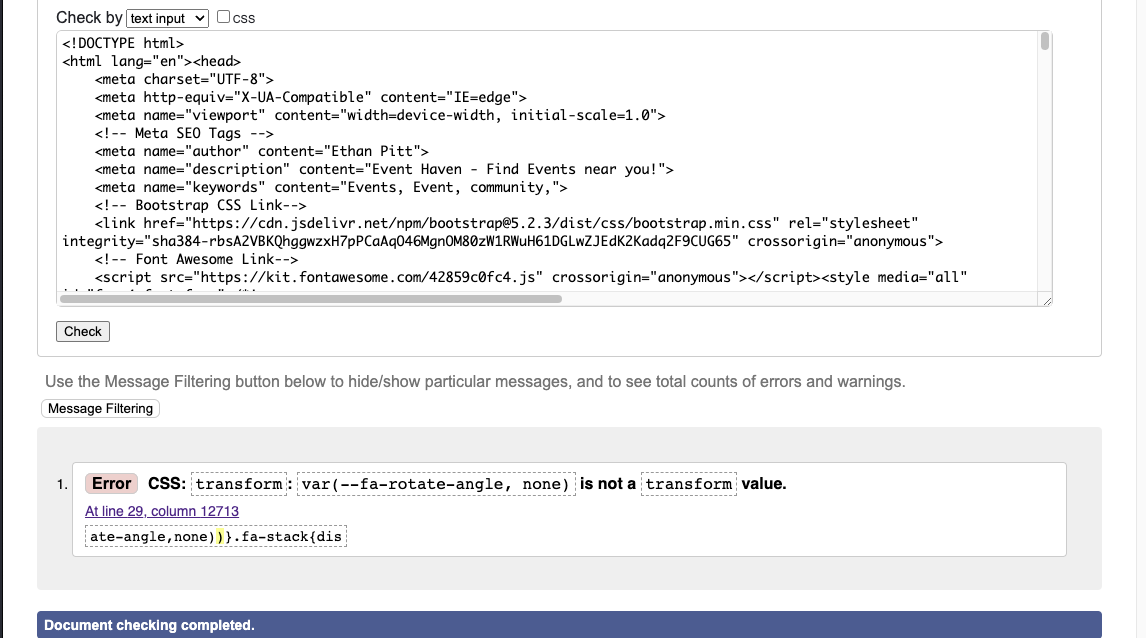 Check by text input css
<!DOCTYPE html>
<html lang="en"><head>
<meta charset="UTF-8">
<meta http-equiv="X-UA-Compatible" content="IE=edge">
<meta name="viewport" content="width=device-width, initial-scale=1.0">
<!-- Meta SEO Tags -->
<meta name="author" content="Ethan Pitt">
<meta name="description" content="Event Haven - Find Events near you!">
<meta name="keywords" content="Events, Event, community,">
<!-- Bootstrap CSS Link-->
<link href="https://cdn.jsdelivr.net/npm/bootstrap@5.2.3/dist/css/bootstrap.min.css" rel="stylesheet"
integrity="sha384-rbsA2VBKQhggwzxH7pPCaAqO46MgnOM80zW1RWuH61DGLwZJEdK2Kadq2F9CUG65" crossorigin="anonymous">
<!-- Font Awesome Link-->
<script src="https://kit.fontawesome.com/42859c0fc4.js" crossorigin="anonymous"></script><style media="all"
Check
Use the Message Filtering button below to hide/show particular messages, and to see total counts of errors and warnings.
Message Filtering
1. Error CSS: transform: var(--fa-rotate-angle, none) is not a transform value.
At line 29, column 12713
ate-angle,none))}.fa-stack{dis
Document checking completed.